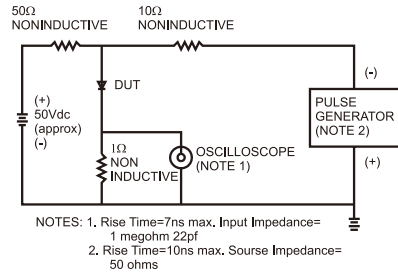 50Ω
NONINDUCTIVE
10Ω
NONINDUCTIVE
(+)
50Vdc
(approx)
(-)
DUT
1Ω
NON
INDUCTIVE
OSCILLOSCOPE
(NOTE 1)
(-)
PULSE
GENERATOR
(NOTE 2)
(+)
NOTES: 1. Rise Time=7ns max. Input Impedance=
1 megohm 22pf
2. Rise Time=10ns max. Sourse Impedance=
50 ohms